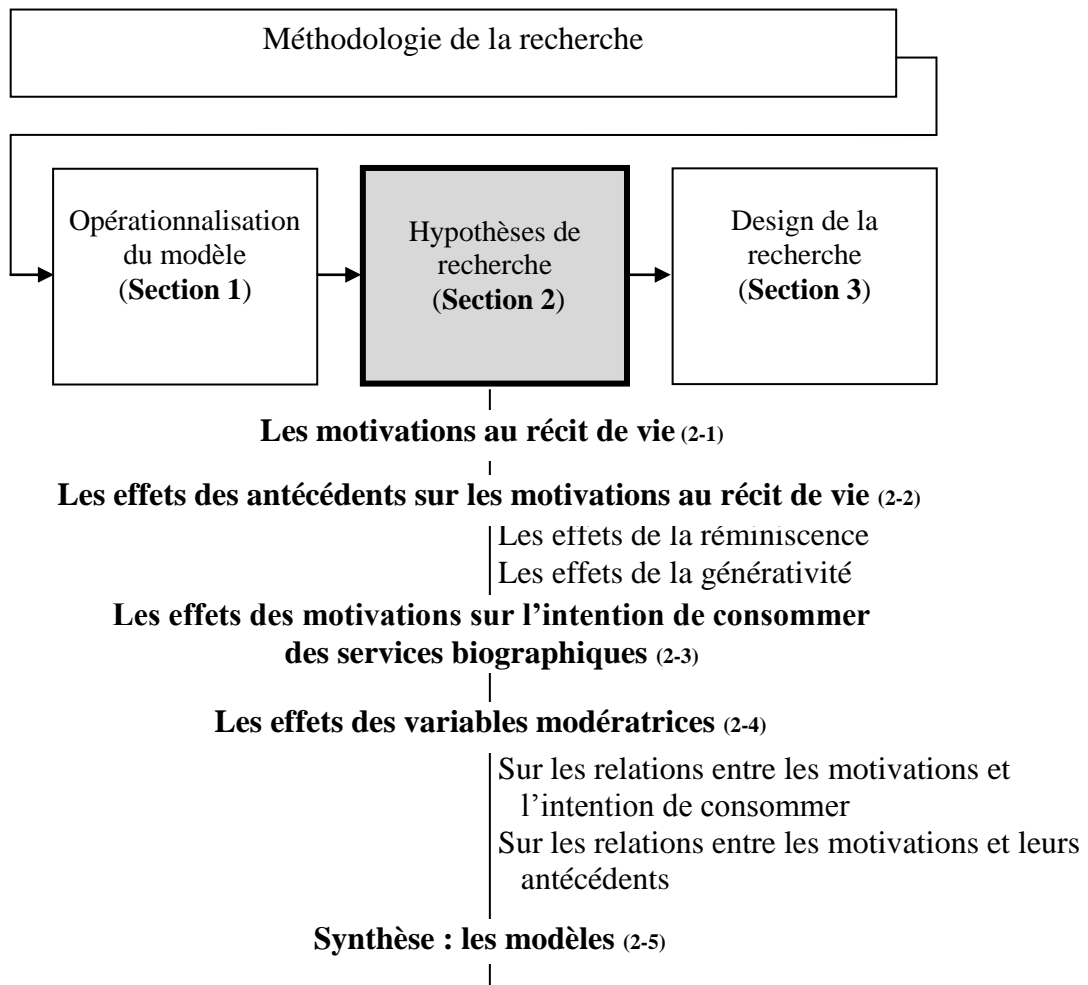 Méthodologie de la recherche
Opérationnalisation
du modèle
(Section 1)
Hypothèses de
recherche
(Section 2)
Design de la
recherche
(Section 3)
Les motivations au récit de vie (2-1)
Les effets des antécédents sur les motivations au récit de vie (2-2)
Les effets de la réminiscence
Les effets de la générativité
Les effets des motivations sur l’intention de consommer
des services biographiques (2-3)
Les effets des variables modératrices (2-4)
Sur les relations entre les motivations et
l’intention de consommer
Sur les relations entre les motivations et leurs
antécédents
Synthèse : les modèles (2-5)